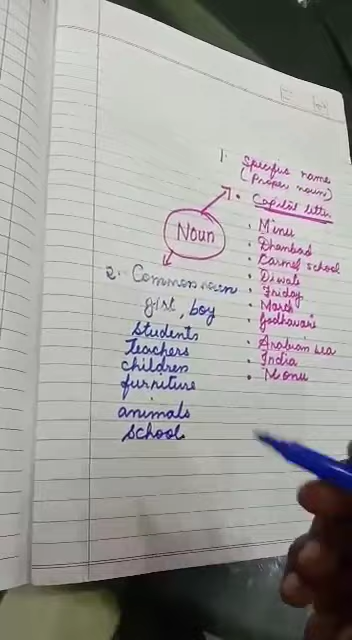 1. Specific name
(Proper noun)
Capital letter
Noun
• Minu
• Dhanbad
• Carmel school
• Diwali
• Friday
• March
• Godhavari
• Arabian sea
• India
• Monu
2. Common noun
girl, boy
students
Teachers
children
furniture
animals
school